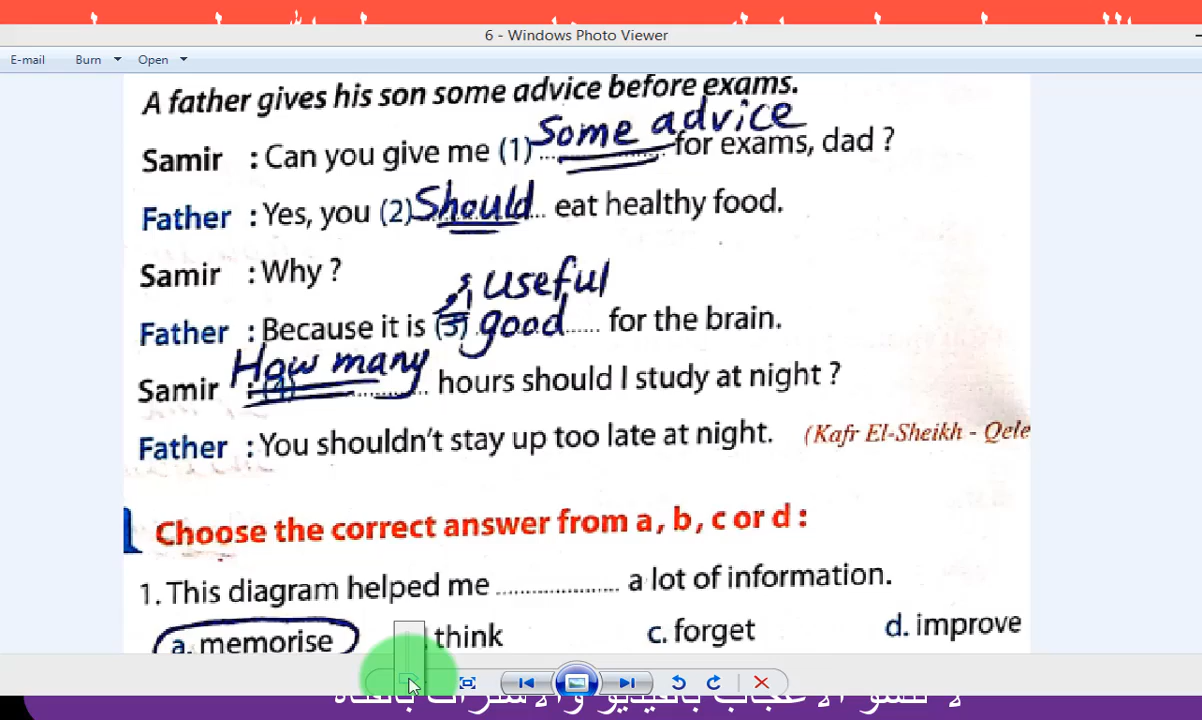 6 - Windows Photo Viewer
E-mail Burn Open
A father gives his son some advice before exams.
Samir : Can you give me (1) Some advice for exams, dad ?
Father : Yes, you (2) Should eat healthy food.
Samir : Why ?
useful
Father : Because it is (3) good for the brain.
Samir : (4) How many hours should I study at night ?
Father : You shouldn't stay up too late at night. (Kafr El-Sheikh - Qele
Choose the correct answer from a, b, c or d :
1. This diagram helped me .................... a lot of information.
a. memorise think c. forget d. improve